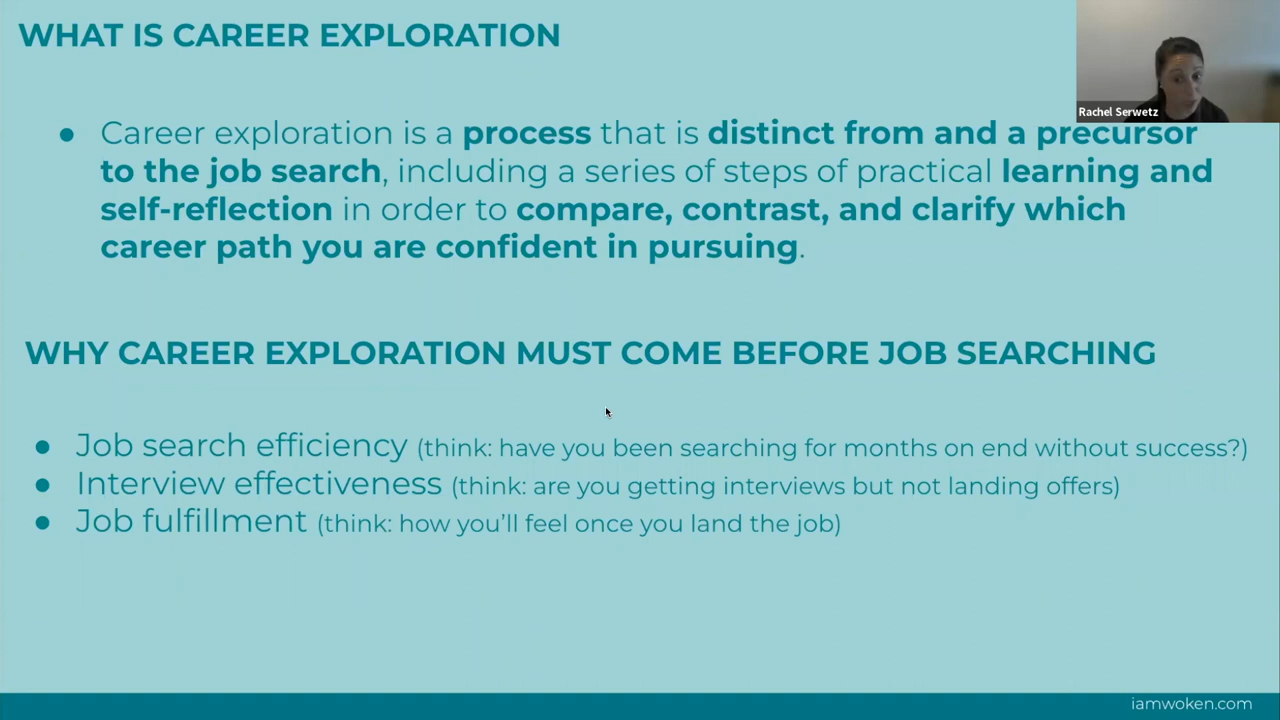 WHAT IS CAREER EXPLORATION
Rachel Serwetz
● Career exploration is a process that is distinct from and a precursor
to the job search, including a series of steps of practical learning and
self-reflection in order to compare, contrast, and clarify which
career path you are confident in pursuing.
WHY CAREER EXPLORATION MUST COME BEFORE JOB SEARCHING
● Job search efficiency (think: have you been searching for months on end without success?)
● Interview effectiveness (think: are you getting interviews but not landing offers)
● Job fulfillment (think: how you’ll feel once you land the job)
iamwoken.com